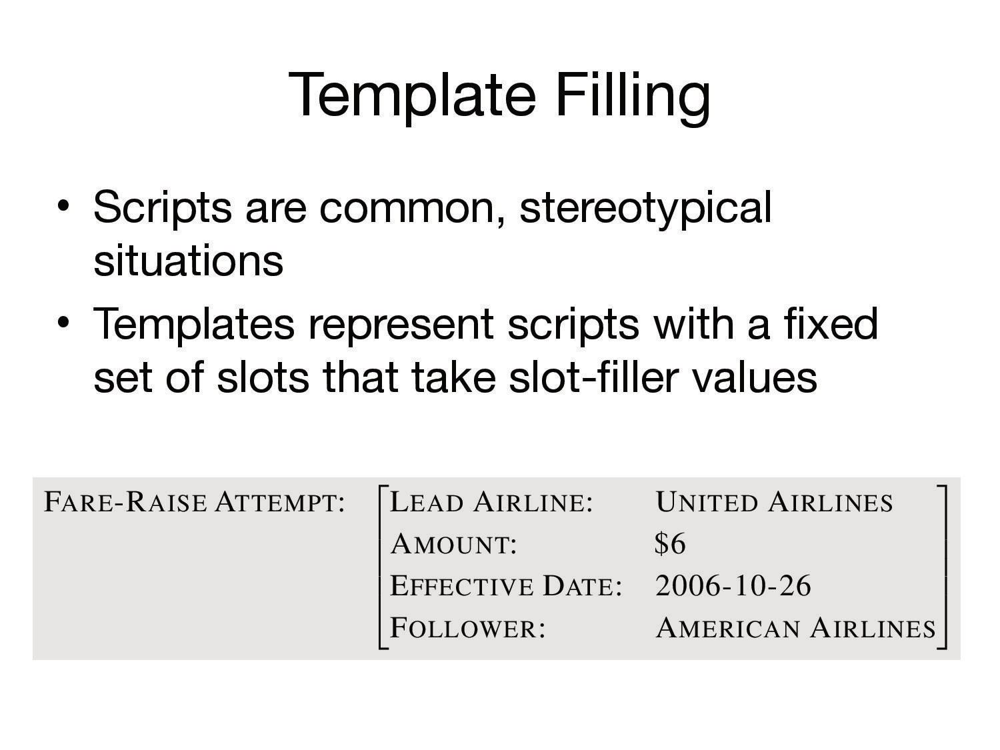 Template Filling
• Scripts are common, stereotypical
situations
• Templates represent scripts with a fixed
set of slots that take slot-filler values
FARE-RAISE ATTEMPT: LEAD AIRLINE: UNITED AIRLINES
AMOUNT: $6
EFFECTIVE DATE: 2006-10-26
FOLLOWER: AMERICAN AIRLINES